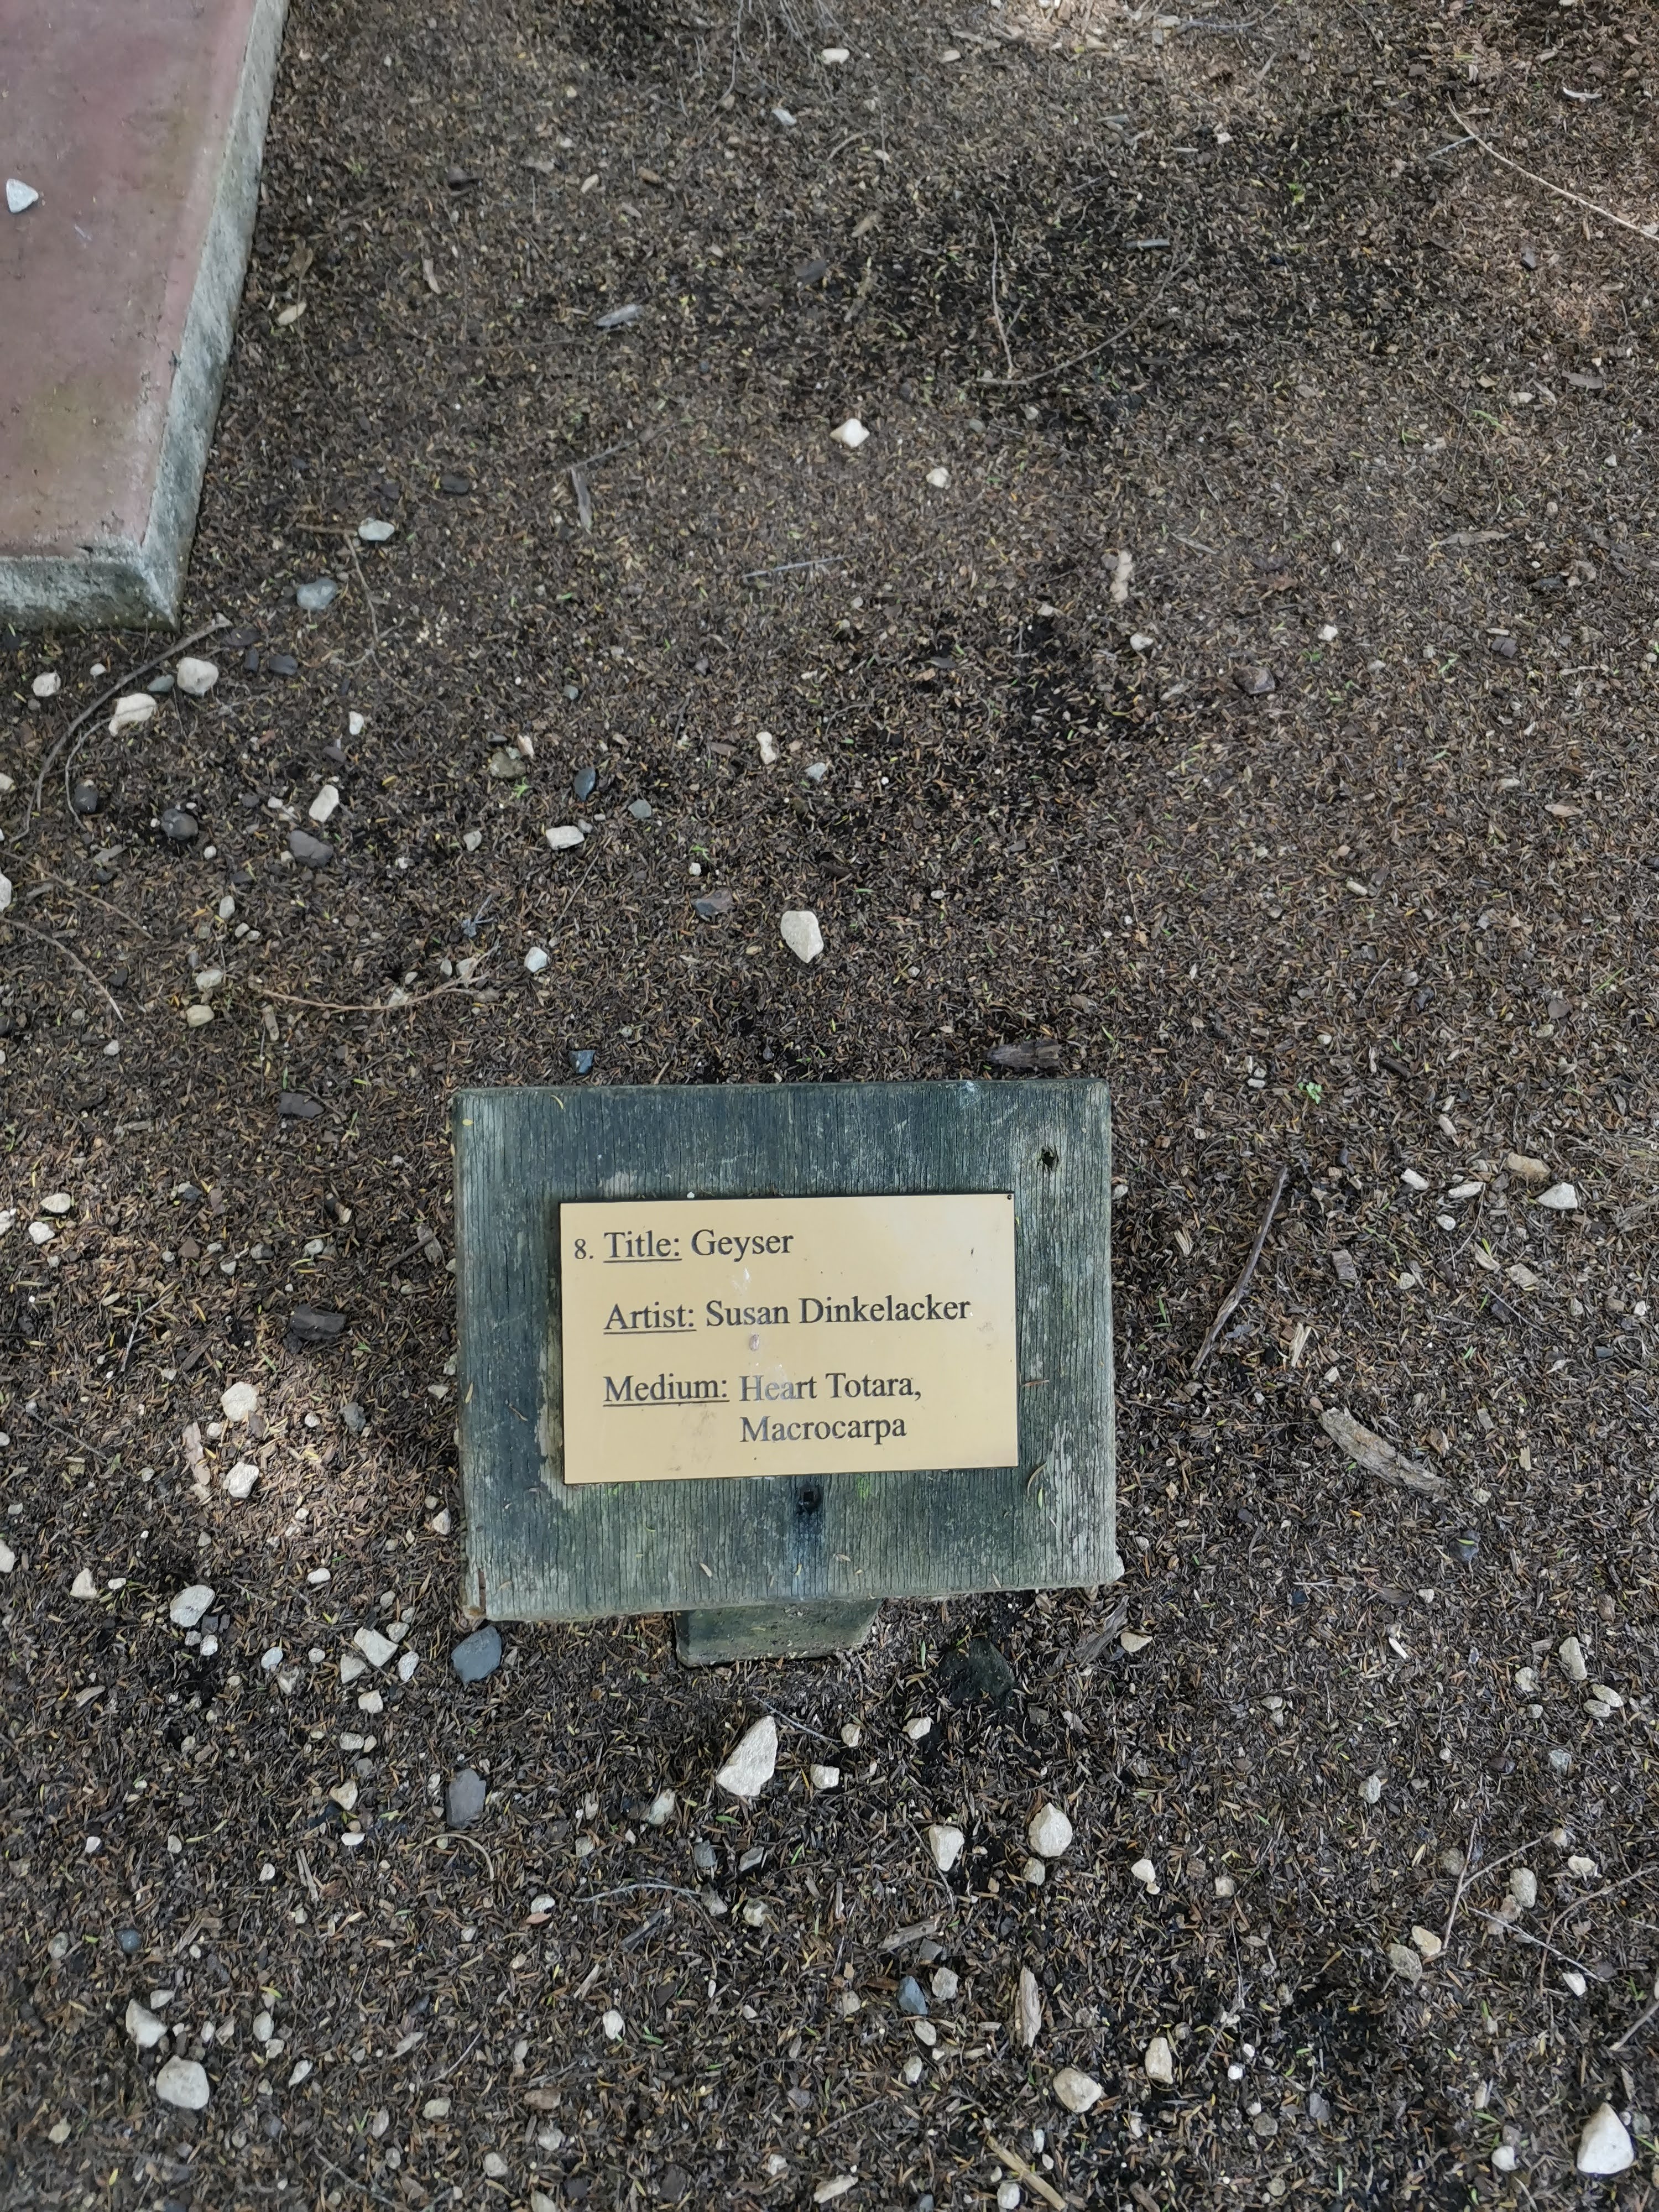 8. Title: Geyser
Artist: Susan Dinkelacker
Medium: Heart Totara,
Macrocarpa